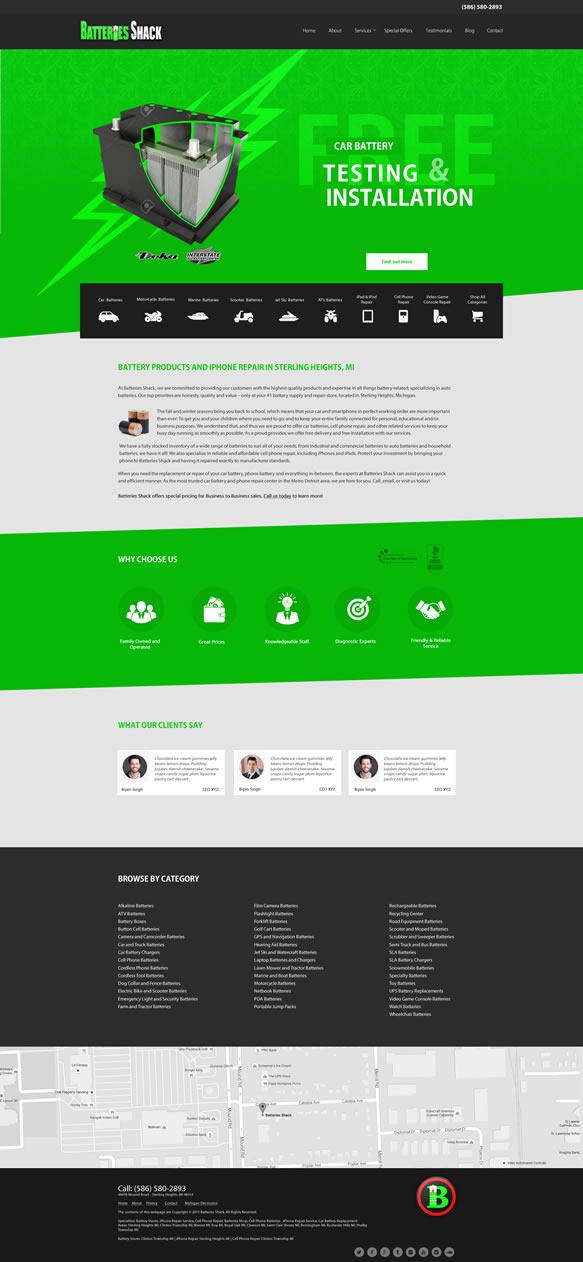 (586) 580-2893
BATTERIES SHACK
Home About Services Special Offers Testimonials Blog Contact
FREE
CAR BATTERY
TESTING &
INSTALLATION
Deka INTERSTATE
Find out more
Car Batteries
Motorcycle Batteries
Marine Batteries
Scooter Batteries
Jet Ski Batteries
ATV Batteries
iPad & iPod
Repair
Cell Phone
Repair
Video Game
Console Repair
Shop All
Categories
BATTERY PRODUCTS AND IPHONE REPAIR IN STERLING HEIGHTS, MI
At Batteries Shack, we are committed to providing our customers with the highest quality products and expertise in all things battery-related; specializing in auto
batteries. Our top priorities are honesty, quality and value – only at your #1 battery supply and repair store, located in Sterling Heights, Michigan.
The fall and winter seasons bring you back to school, which means that your car and smartphone in perfect working order are more important
than ever. To get you and your children where you need to go, and to keep your entire family connected for personal, educational and/or
business purposes. We understand that, and thus we are proud to offer car batteries, cell phone repair, and other related services to keep your
busy day running as smoothly as possible. As a proud provider, we offer free delivery and free installation with our services.
We have a fully stocked inventory of a wide range of batteries to suit all of your needs. From industrial and commercial batteries to auto batteries and household
batteries, we have it off! We also specialize in reliable and affordable cell phone repair, including iPhones and iPads. Protect your investment by bringing your
phone to Batteries Shack and having it repaired exactly to manufacturer standards.
When you need the replacement or repair of your car battery, phone battery and everything in-between, the experts at Batteries Shack can assist you in a quick
and efficient manner. As the most trusted car battery and phone repair center in the Metro Detroit area, we are here for you. Call, email, or visit us today!
Batteries Shack offers special pricing for Business to Business sales. Call us today to learn more!
WHY CHOOSE US
Family Owned and
Operated
Great Prices
Knowledgeable Staff
Diagnostic Experts
Friendly & Reliable
Service
WHAT OUR CLIENTS SAY
Chocolate ice cream gummies jelly
beans lemon drops. Pudding
jujubes danish cheesecake. Sesame
snaps candy sugar plum liquorice
pastry tart dessert
Bipin Singh CEO XYZ
Chocolate ice cream gummies jelly
beans lemon drops. Pudding
jujubes danish cheesecake. Sesame
snaps candy sugar plum liquorice
pastry tart dessert
Bipin Singh CEO XYZ
Chocolate ice cream gummies jelly
beans lemon drops. Pudding
jujubes danish cheesecake. Sesame
snaps candy sugar plum liquorice
pastry tart dessert
Bipin Singh CEO XYZ
BROWSE BY CATEGORY
Alkaline Batteries
ATV Batteries
Battery Boxes
Button Cell Batteries
Camera and Camcorder Batteries
Car and Truck Batteries
Car Battery Chargers
Cell Phone Batteries
Cordless Phone Batteries
Cordless Tool Batteries
Dog Collar and Fence Batteries
Electric Bike and Scooter Batteries
Emergency Light and Security Batteries
Farm and Tractor Batteries
Film Camera Batteries
Flashlight Batteries
Forklift Batteries
Golf Cart Batteries
GPS and Navigation Batteries
Hearing Aid Batteries
Jet Ski and Watercraft Batteries
Laptop Batteries and Chargers
Lawn Mower and Tractor Batteries
Marine and Boat Batteries
Motorcycle Batteries
Netbook Batteries
PDA Batteries
Portable Jump Packs
Rechargeable Batteries
Recycling Center
Road Equipment Batteries
Scooter and Moped Batteries
Scrubber and Sweeper Batteries
Semi Truck and Bus Batteries
SLA Batteries
SLA Battery Chargers
Snowmobile Batteries
Specialty Batteries
Toy Batteries
UPS Battery Replacements
Video Game Console Batteries
Watch Batteries
Wheelchair Batteries
PNC Bank
LA Fitness
Burger King
The UPS Store
Mound Rd
Batteries Shack
Walmart
Diplomat Dr
Call: (586) 580-2893
Home About Privacy Contact Michigan Electronics
The contents of this webpage are Copyright © 2015 Batteries Shack. All Rights Reserved.
B